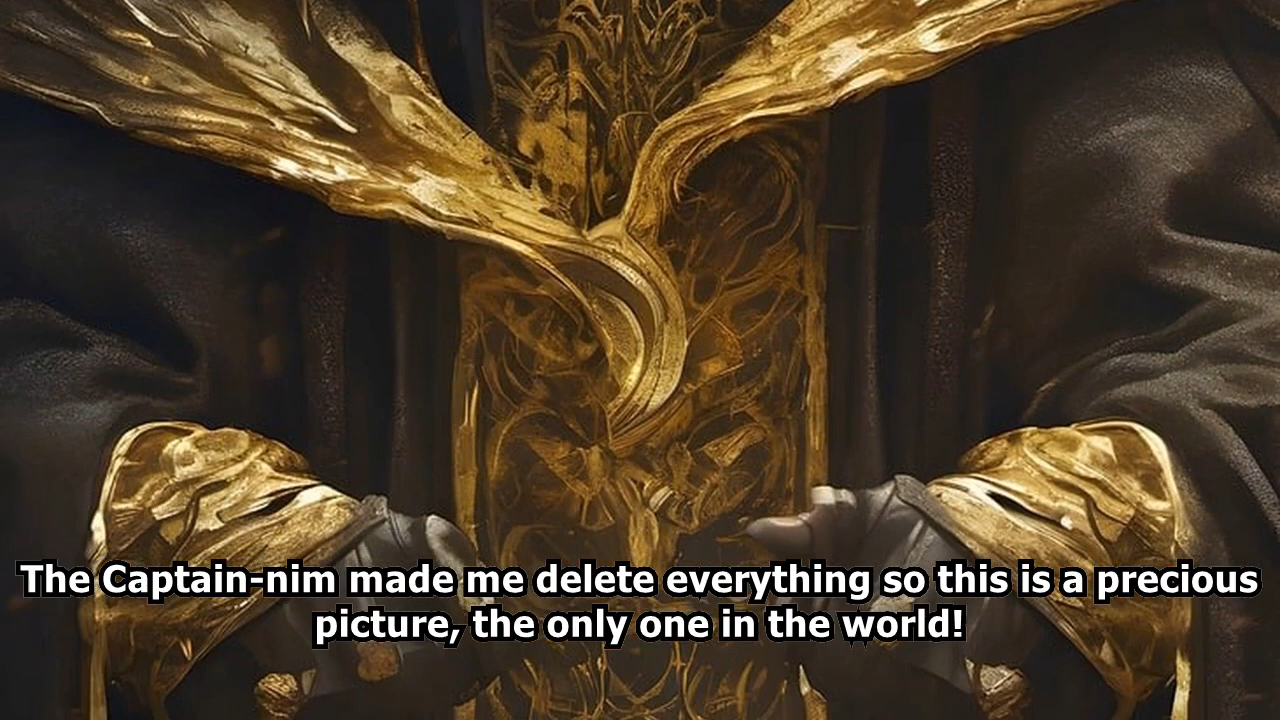 The Captain-nim made me delete everything so this is a precious
picture, the only one in the world!